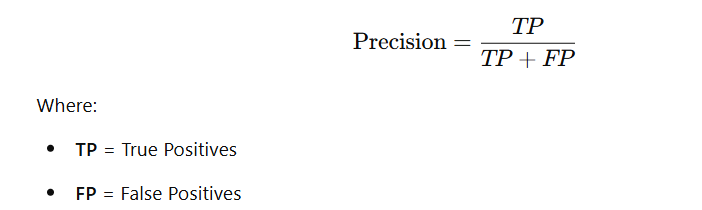 Precision = TP / TP + FP
Where:
• TP = True Positives
• FP = False Positives